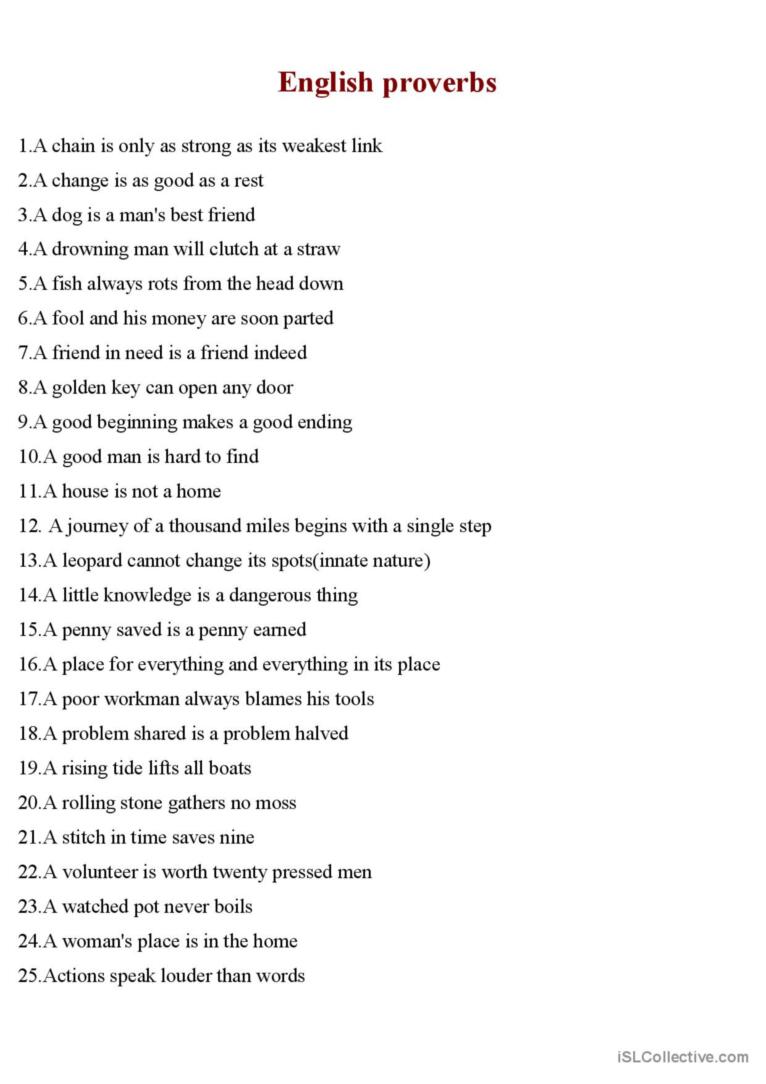 English proverbs
1.A chain is only as strong as its weakest link
2.A change is as good as a rest
3.A dog is a man's best friend
4.A drowning man will clutch at a straw
5.A fish always rots from the head down
6.A fool and his money are soon parted
7.A friend in need is a friend indeed
8.A golden key can open any door
9.A good beginning makes a good ending
10.A good man is hard to find
11.A house is not a home
12. A journey of a thousand miles begins with a single step
13.A leopard cannot change its spots(innate nature)
14.A little knowledge is a dangerous thing
15.A penny saved is a penny earned
16.A place for everything and everything in its place
17.A poor workman always blames his tools
18.A problem shared is a problem halved
19.A rising tide lifts all boats
20.A rolling stone gathers no moss
21.A stitch in time saves nine
22.A volunteer is worth twenty pressed men
23.A watched pot never boils
24.A woman's place is in the home
25.Actions speak louder than words
iSLCollective.com